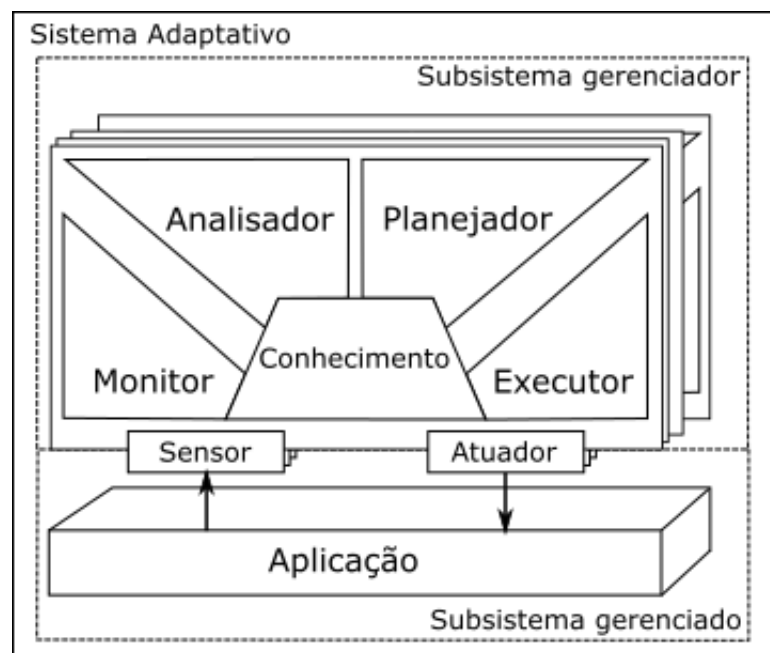 Sistema Adaptativo
Subsistema gerenciador
Analisador
Planejador
Conhecimento
Monitor
Executor
Sensor
Atuador
Aplicação
Subsistema gerenciado